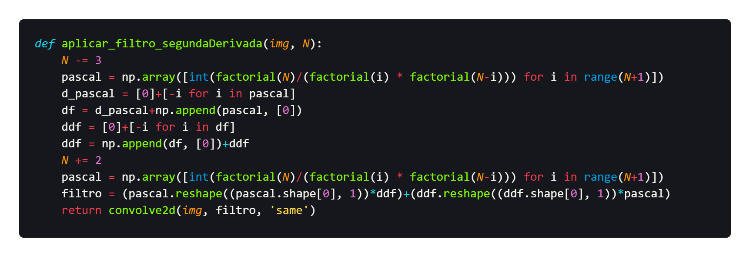 def aplicar_filtro_segundaDerivada(img, N):
    N -= 3
    pascal = np.array([int(factorial(N)/(factorial(i) * factorial(N-i))) for i in range(N+1)])
    d_pascal = [0]+[-i for i in pascal]
    df = d_pascal+np.append(pascal, [0])
    ddf = [0]+[-i for i in df]
    ddf = np.append(df, [0])+ddf
    N += 2
    pascal = np.array([int(factorial(N)/(factorial(i) * factorial(N-i))) for i in range(N+1)])
    filtro = (pascal.reshape((pascal.shape[0], 1))*ddf)+(ddf.reshape((ddf.shape[0], 1))*pascal)
    return convolve2d(img, filtro, 'same')